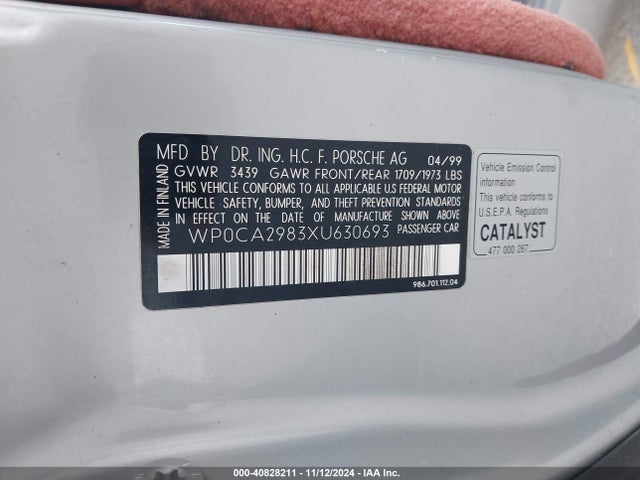 MFD BY DR. ING. H.C. F. PORSCHE AG 04/99
GVWR 3439 GAWR FRONT/REAR 1709/1973 LBS
THIS VEHICLE CONFORMS TO ALL APPLICABLE U.S FEDERAL MOTOR
VEHICLE SAFETY, BUMPER, AND THEFT PREVENTION STANDARDS
IN EFFECT ON THE DATE OF MANUFACTURE SHOWN ABOVE
WP0CA2983XU630693 PASSENGER CAR
MADE IN FINLAND
986.701.112.04
Vehicle Emission Control
information
This vehicle conforms to
U.S.E.P.A. regulations
CATALYST
477 000 267
000-40828211 - 11/12/2024 - IAA Inc.